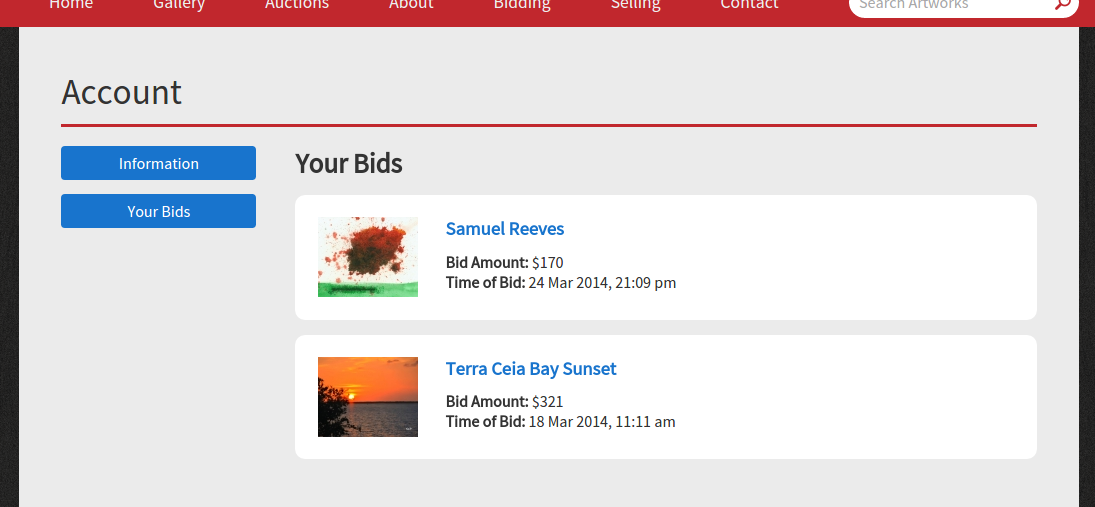 Home Gallery Auctions About Bidding Selling Contact Search Artworks
Account
Information
Your Bids
Your Bids
Samuel Reeves
Bid Amount: $170
Time of Bid: 24 Mar 2014, 21:09 pm
Terra Ceia Bay Sunset
Bid Amount: $321
Time of Bid: 18 Mar 2014, 11:11 am